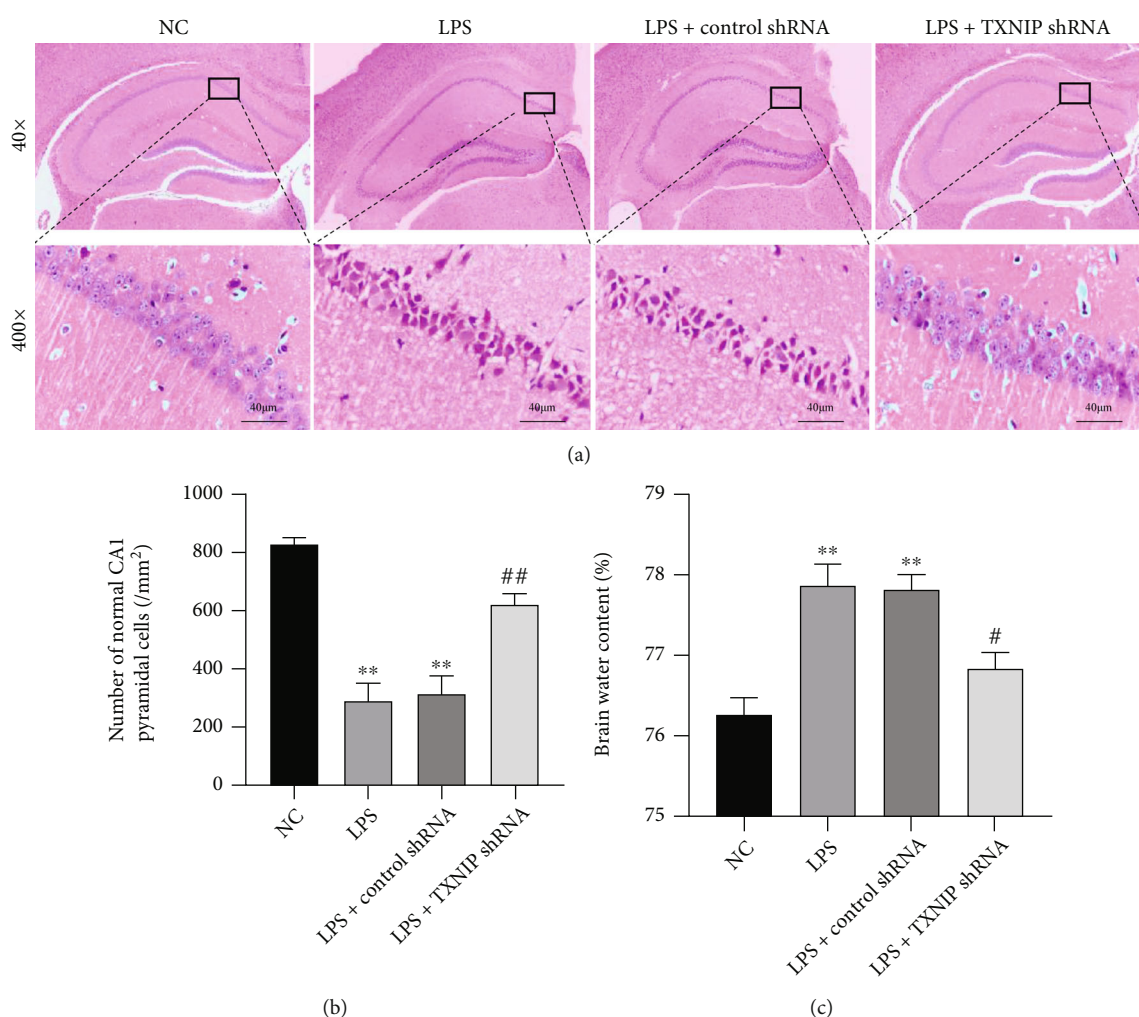 NC
LPS
LPS + control shRNA
LPS + TXNIP shRNA
40×
400×
40μm
40μm
40μm
40μm
(a)
Number of normal CA1
pyramidal cells (/mm²)
1000
800
600
400
200
0
**
**
##
NC
LPS
LPS + control shRNA
LPS + TXNIP shRNA
(b)
Brain water content (%)
79
78
77
76
75
**
**
#
NC
LPS
LPS + control shRNA
LPS + TXNIP shRNA
(c)